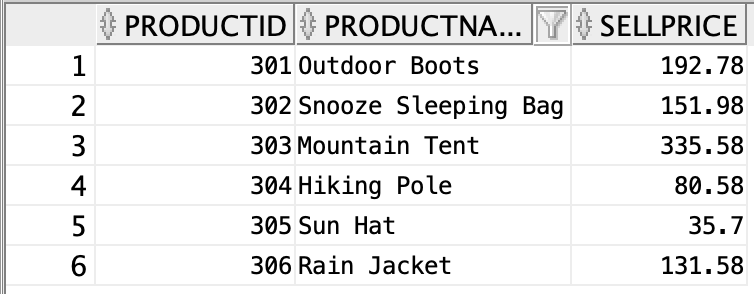 PRODUCTID PRODUCTNA... SELLPRICE
1 301 Outdoor Boots 192.78
2 302 Snooze Sleeping Bag 151.98
3 303 Mountain Tent 335.58
4 304 Hiking Pole 80.58
5 305 Sun Hat 35.7
6 306 Rain Jacket 131.58